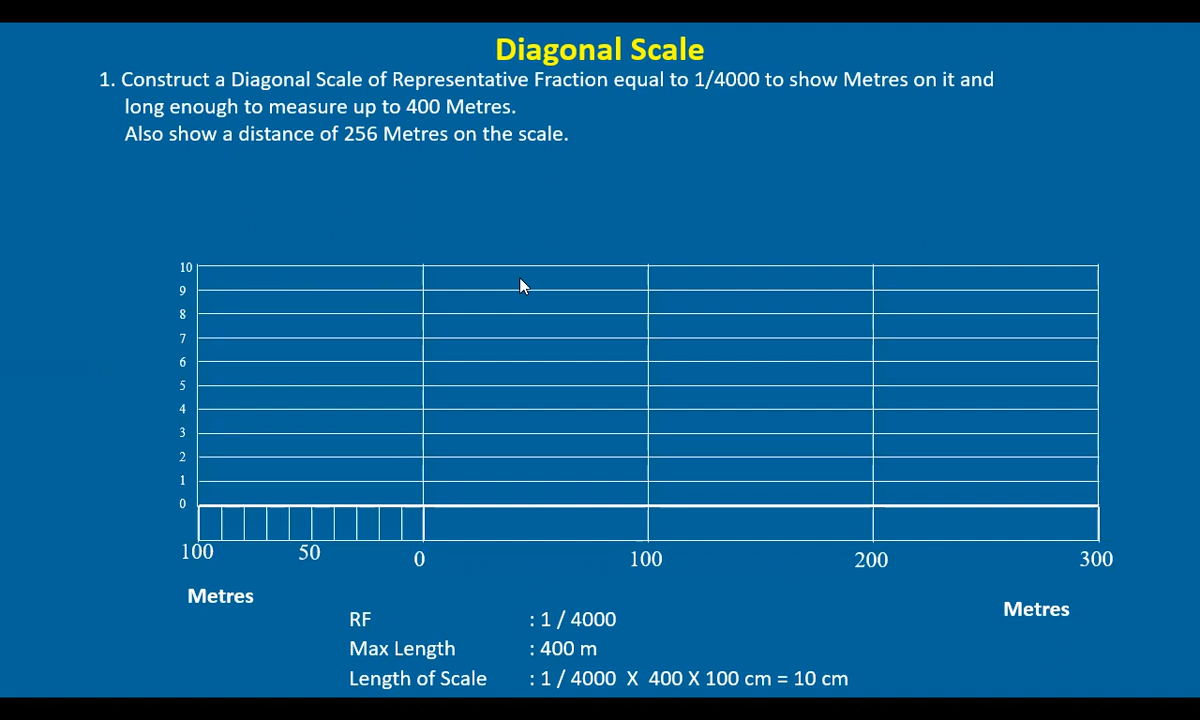 Diagonal Scale
1. Construct a Diagonal Scale of Representative Fraction equal to 1/4000 to show Metres on it and
long enough to measure up to 400 Metres.
Also show a distance of 256 Metres on the scale.
10
9
8
7
6
5
4
3
2
1
0
100 50 0 100 200 300
Metres Metres
RF : 1 / 4000
Max Length : 400 m
Length of Scale : 1 / 4000 X 400 X 100 cm = 10 cm